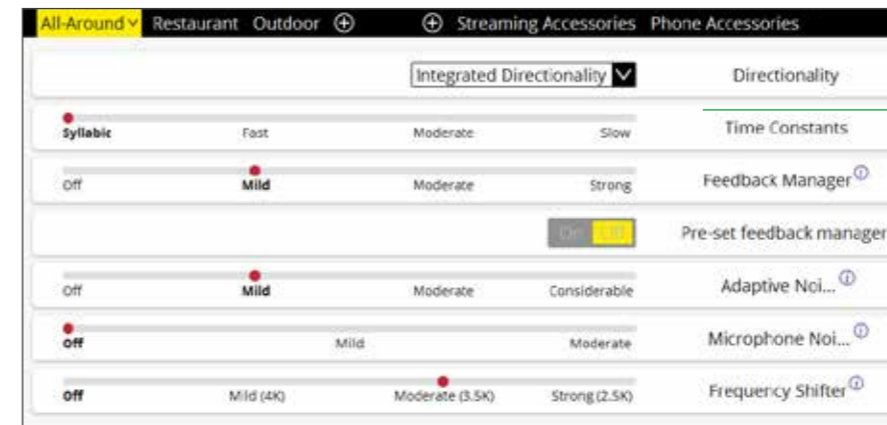 All-Around Restaurant Outdoor Streaming Accessories Phone Accessories
Integrated Directionality Directionality
Syllabic Fast Moderate Slow Time Constants
Off Mild Moderate Strong Feedback Manager
On Off Pre-set feedback manager
Off Mild Moderate Considerable Adaptive Noi...
Off Mild Moderate Microphone Noi...
Off Mild (4K) Moderate (3.5K) Strong (2.5K) Frequency Shifter